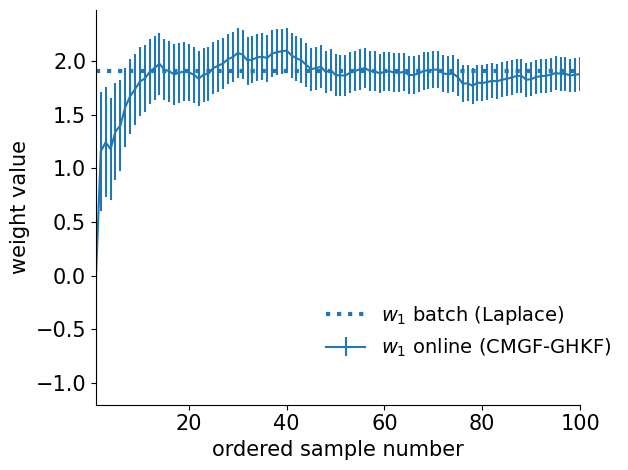 2.0
1.5
1.0
0.5
0.0
−0.5
−1.0
weight value
w₁ batch (Laplace)
w₁ online (CMGF-GHKF)
20 40 60 80 100
ordered sample number